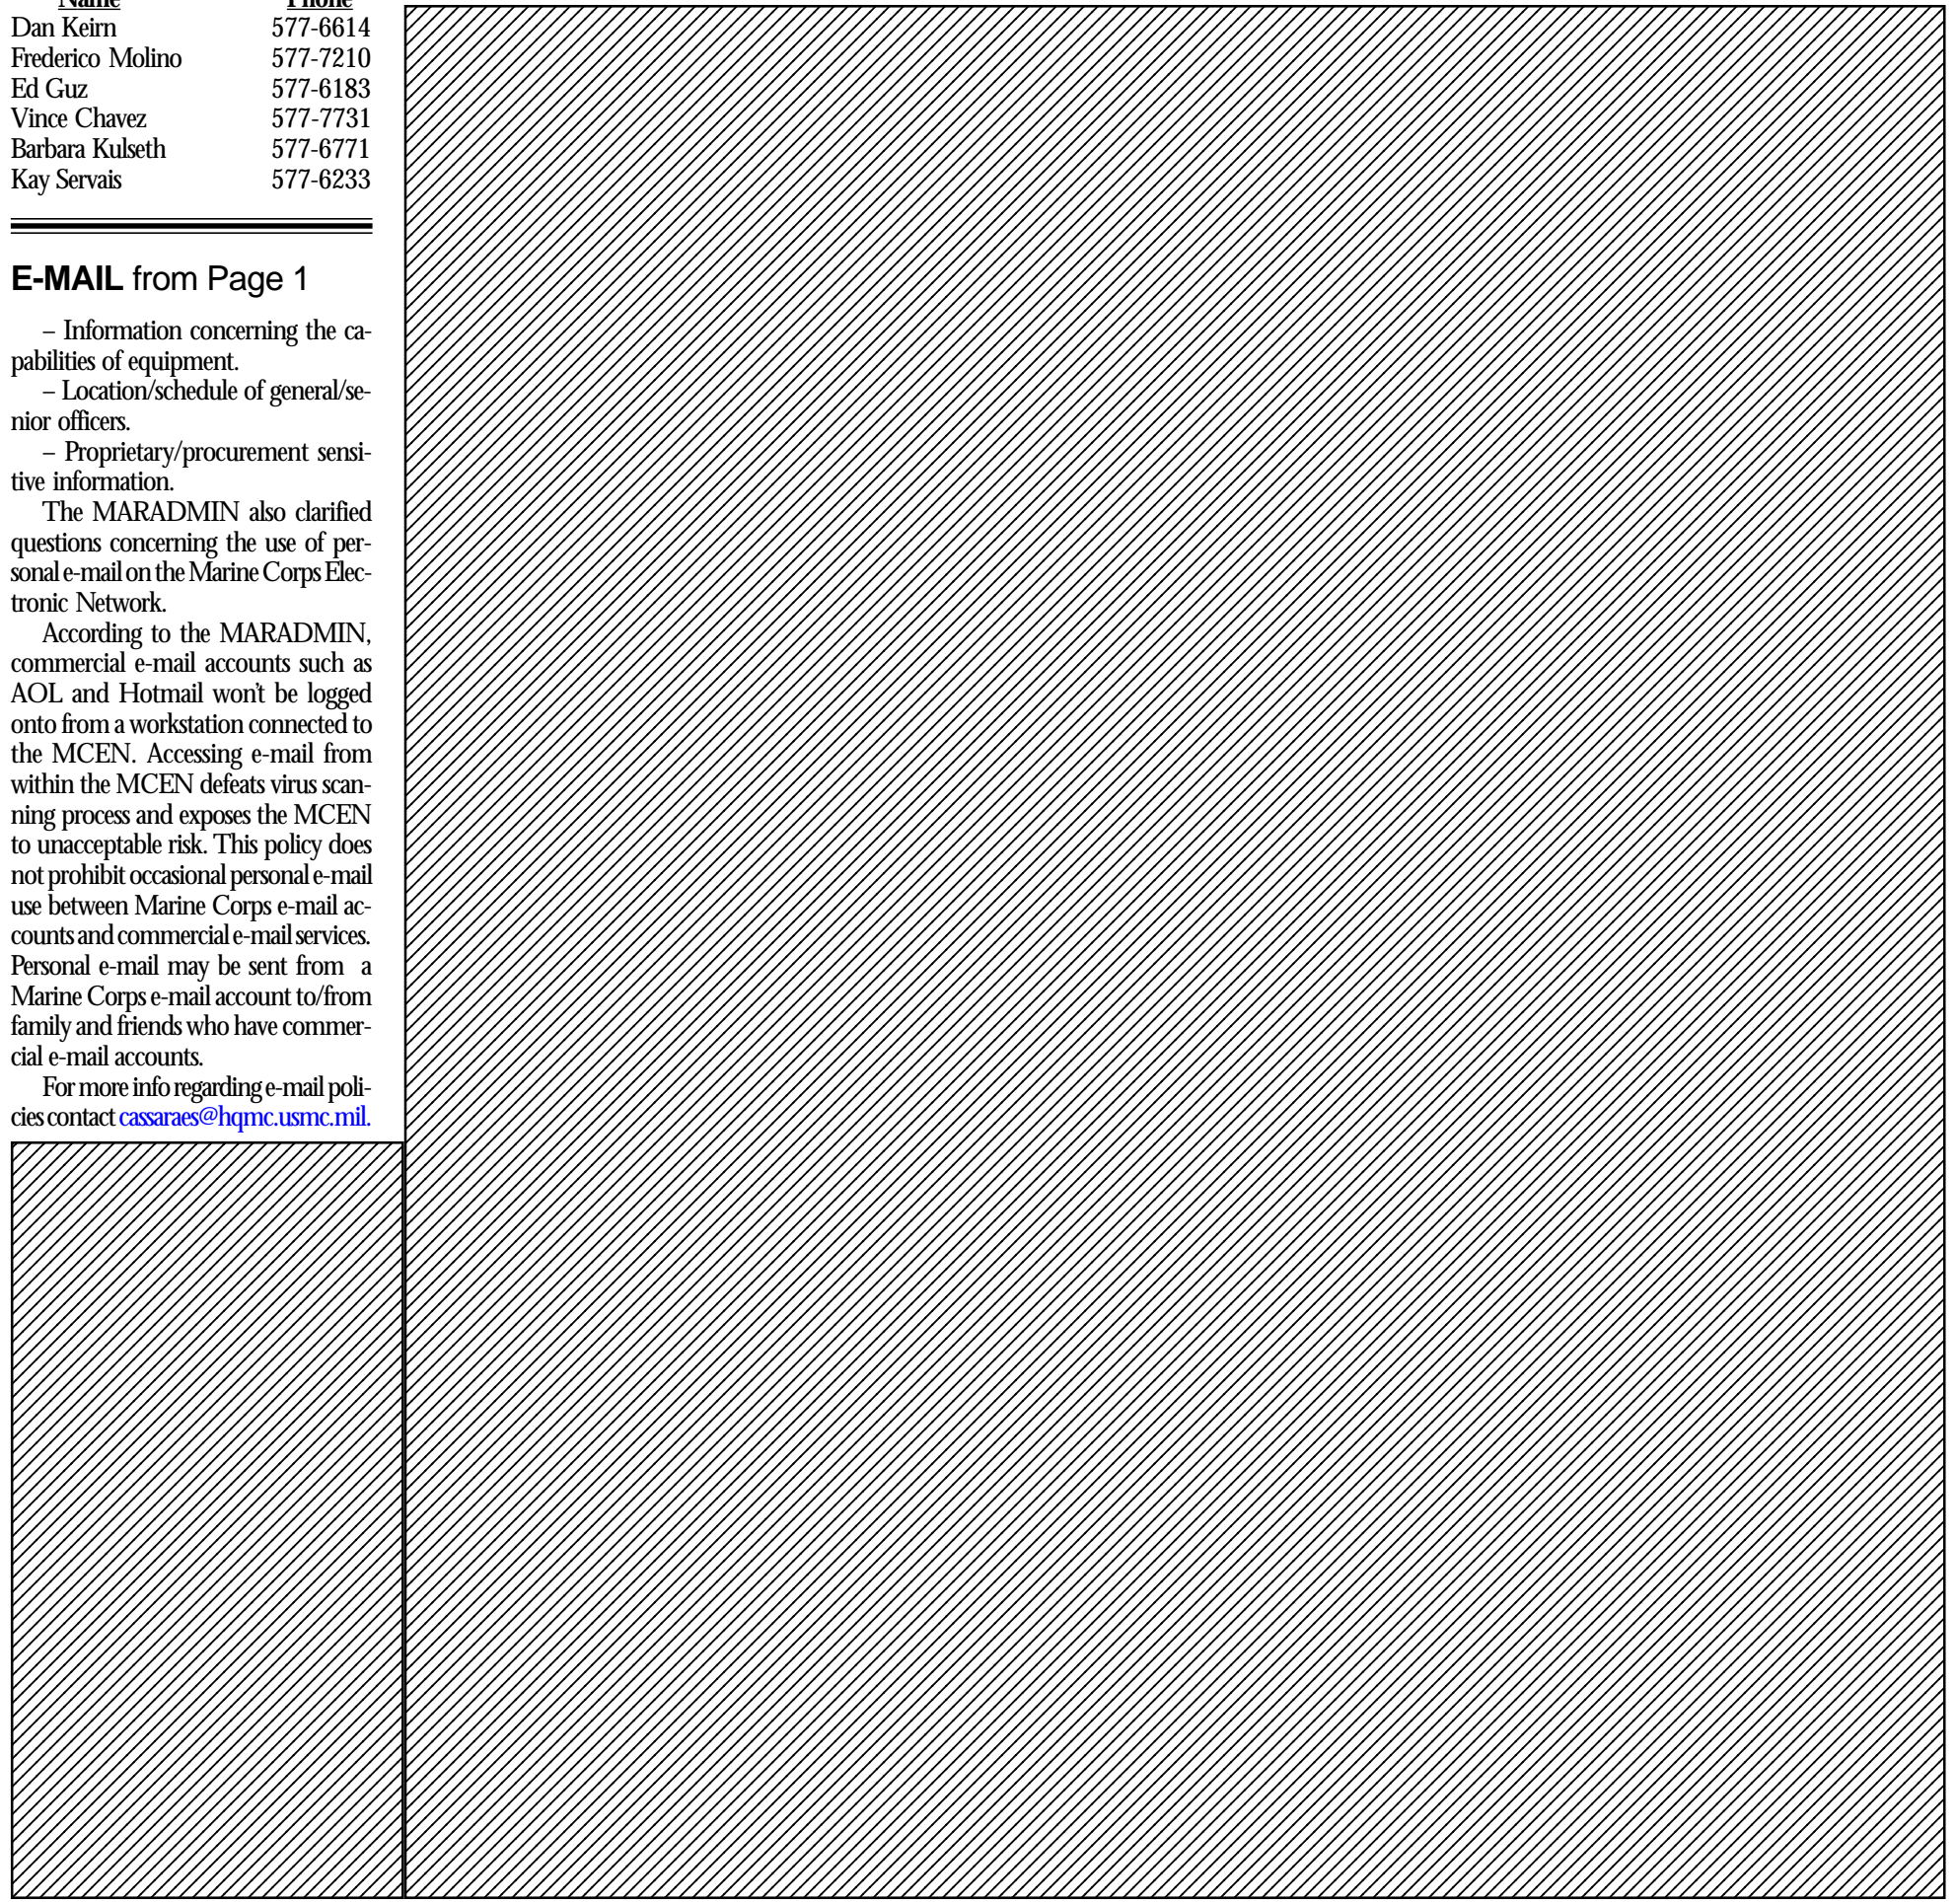 Name Phone
Dan Keirn 577-6614
Frederico Molino 577-7210
Ed Guz 577-6183
Vince Chavez 577-7731
Barbara Kulseth 577-6771
Kay Servais 577-6233
E-MAIL from Page 1
– Information concerning the ca-
pabilities of equipment.
– Location/schedule of general/se-
nior officers.
– Proprietary/procurement sensi-
tive information.
The MARADMIN also clarified
questions concerning the use of per-
sonal e-mail on the Marine Corps Elec-
tronic Network.
According to the MARADMIN,
commercial e-mail accounts such as
AOL and Hotmail won't be logged
onto from a workstation connected to
the MCEN. Accessing e-mail from
within the MCEN defeats virus scan-
ning process and exposes the MCEN
to unacceptable risk. This policy does
not prohibit occasional personal e-mail
use between Marine Corps e-mail ac-
counts and commercial e-mail services.
Personal e-mail may be sent from a
Marine Corps e-mail account to/from
family and friends who have commer-
cial e-mail accounts.
For more info regarding e-mail poli-
cies contact cassaraes@hqmc.usmc.mil.